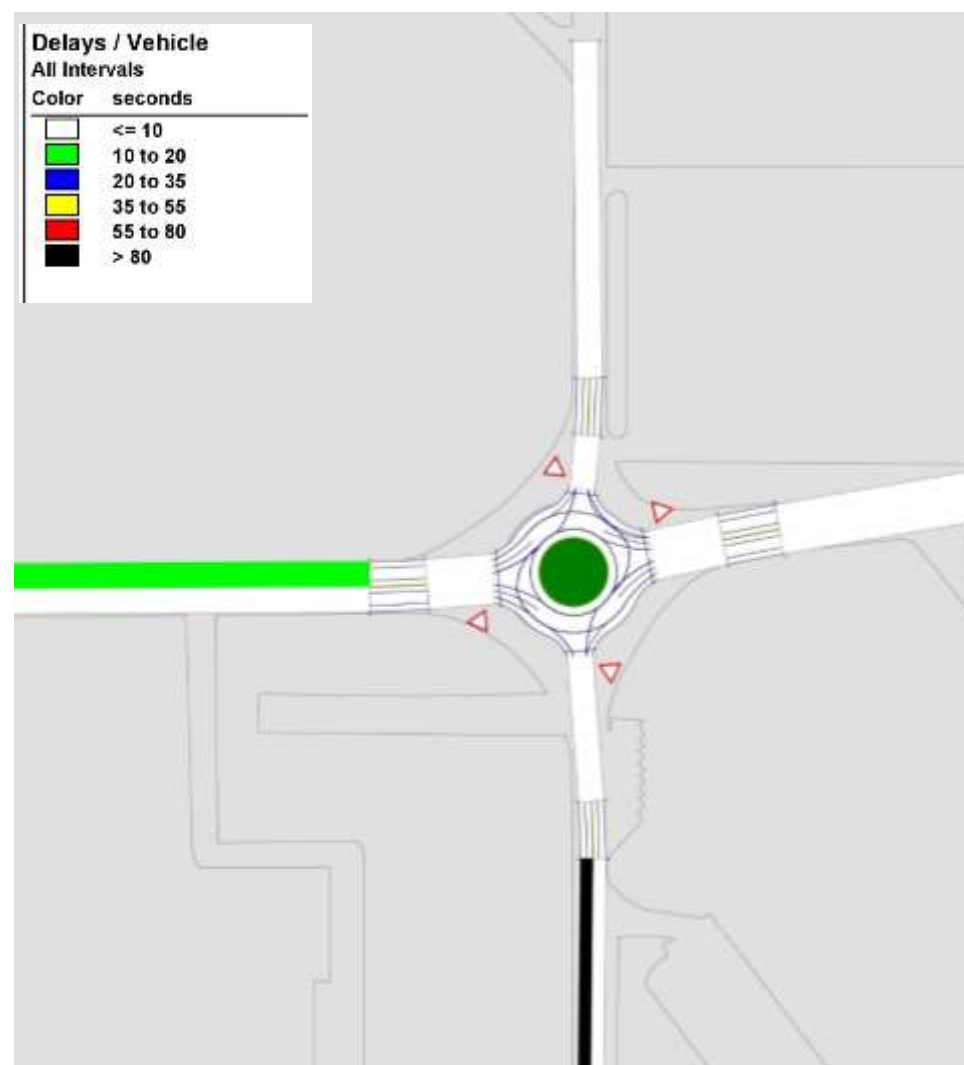 Delays / Vehicle
All Intervals
Color seconds
<= 10
10 to 20
20 to 35
35 to 55
55 to 80
> 80